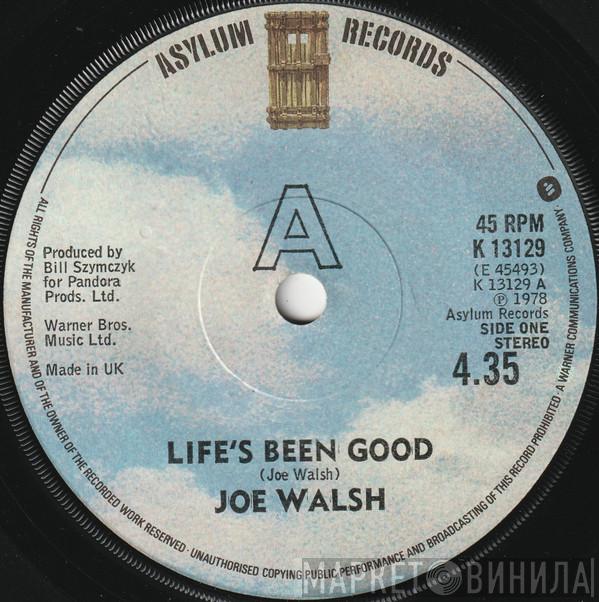 ASYLUM RECORDS
A
Produced by
Bill Szymczyk
for Pandora
Prods. Ltd.
Warner Bros.
Music Ltd.
Made in UK
45 RPM
K 13129
(E 45493)
K 13129 A
Ⓟ 1978
Asylum Records
SIDE ONE
STEREO
4.35
LIFE'S BEEN GOOD
(Joe Walsh)
JOE WALSH
ALL RIGHTS OF THE MANUFACTURER AND OF THE OWNER OF THE RECORDED WORK RESERVED · UNAUTHORISED COPYING PUBLIC PERFORMANCE AND BROADCASTING OF THIS RECORD PROHIBITED · A WARNER COMMUNICATIONS COMPANY ·
МАРКЕТ ВИНИЛА